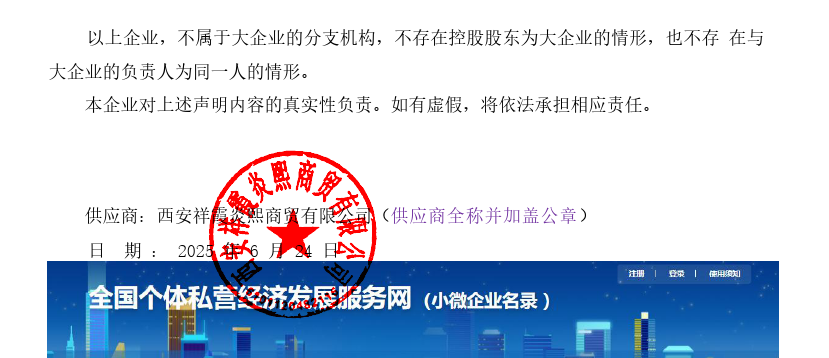 以上企业，不属于大企业的分支机构，不存在控股股东为大企业的情形，也不存 在与
大企业的负责人为同一人的情形。
本企业对上述声明内容的真实性负责。如有虚假，将依法承担相应责任。
供应商：西安祥霞炎熙商贸有限公司（供应商全称并加盖公章）
日 期： 2025 年 6 月 24 日
西安祥霞炎熙商贸有限公司
注册 | 登录 | 使用须知
全国个体私营经济发展服务网（小微企业名录）